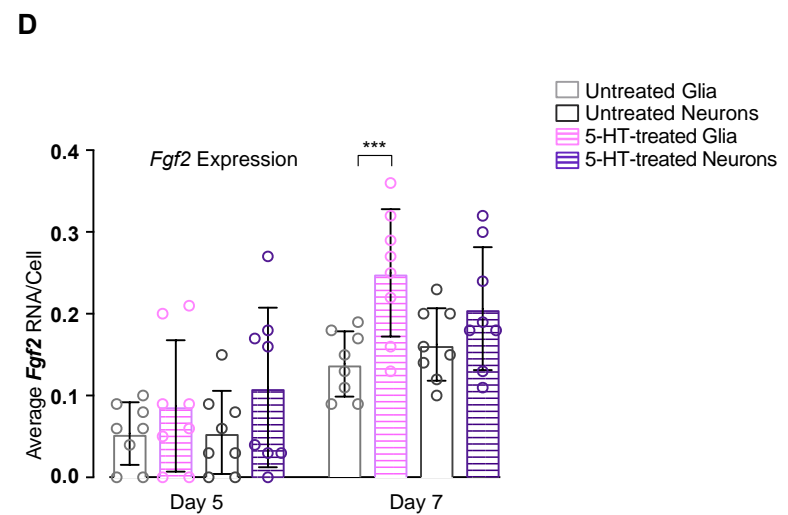 D
Untreated Glia
Untreated Neurons
5-HT-treated Glia
5-HT-treated Neurons
Fgf2 Expression
***
Average Fgf2 RNA/Cell
0.4
0.3
0.2
0.1
0.0
Day 5
Day 7